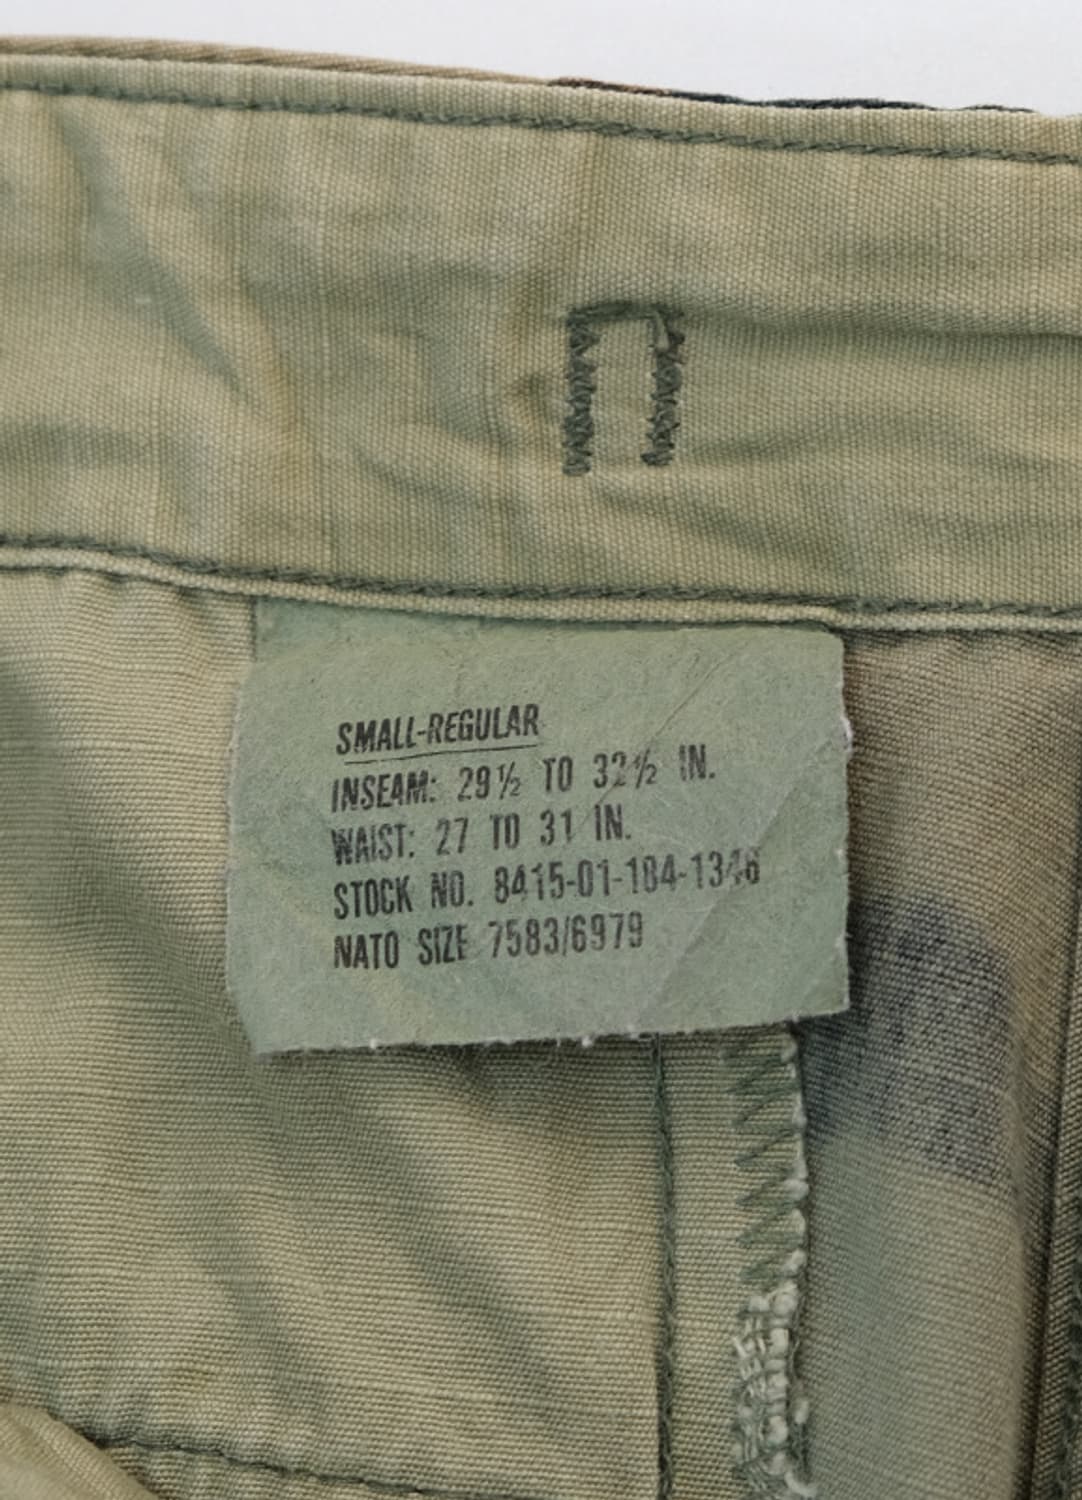 SMALL-REGULAR
INSEAM: 29½ TO 32½ IN.
WAIST: 27 TO 31 IN.
STOCK NO. 8415-01-184-1346
NATO SIZE 7583/6979